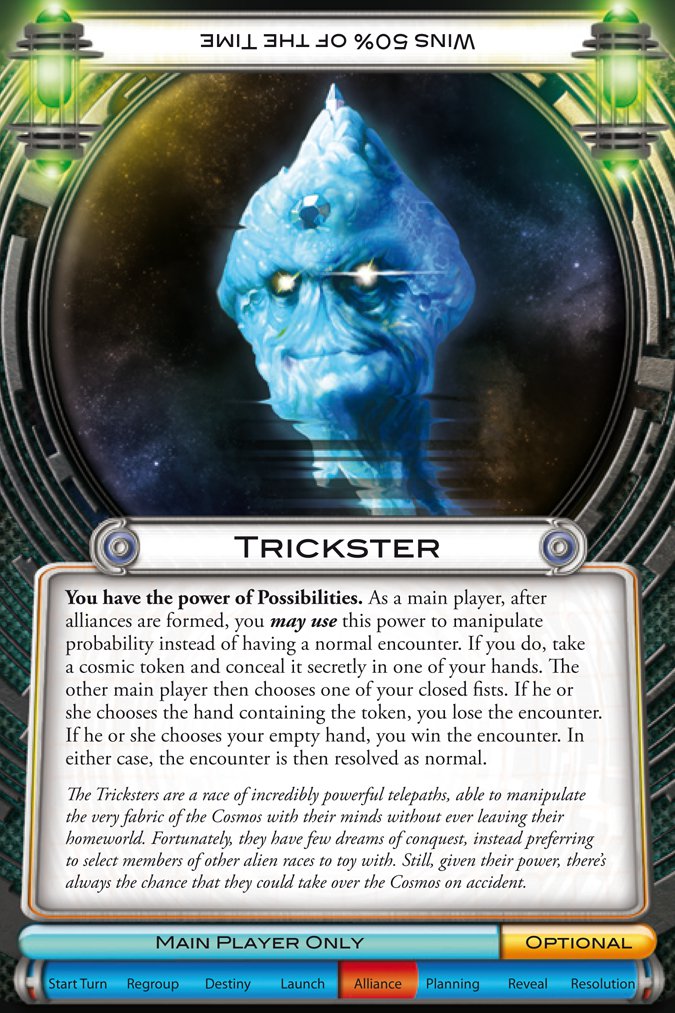 WINS 50% OF THE TIME
TRICKSTER
You have the power of Possibilities. As a main player, after
alliances are formed, you may use this power to manipulate
probability instead of having a normal encounter. If you do, take
a cosmic token and conceal it secretly in one of your hands. The
other main player then chooses one of your closed fists. If he or
she chooses the hand containing the token, you lose the encounter.
If he or she chooses your empty hand, you win the encounter. In
either case, the encounter is then resolved as normal.
The Tricksters are a race of incredibly powerful telepaths, able to manipulate
the very fabric of the Cosmos with their minds without ever leaving their
homeworld. Fortunately, they have few dreams of conquest, instead preferring
to select members of other alien races to toy with. Still, given their power, there's
always the chance that they could take over the Cosmos on accident.
MAIN PLAYER ONLY OPTIONAL
Start Turn Regroup Destiny Launch Alliance Planning Reveal Resolution